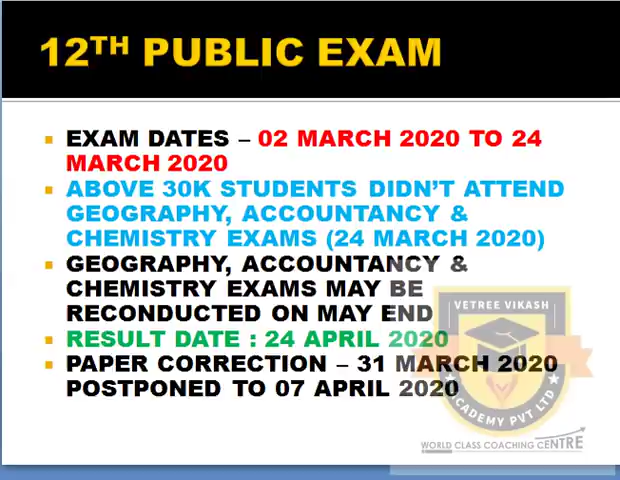 12TH PUBLIC EXAM
EXAM DATES – 02 MARCH 2020 TO 24
MARCH 2020
ABOVE 30K STUDENTS DIDN'T ATTEND
GEOGRAPHY, ACCOUNTANCY &
CHEMISTRY EXAMS (24 MARCH 2020)
GEOGRAPHY, ACCOUNTANCY &
CHEMISTRY EXAMS MAY BE
RECONDUCTED ON MAY END
RESULT DATE : 24 APRIL 2020
PAPER CORRECTION – 31 MARCH 2020
POSTPONED TO 07 APRIL 2020
VETREE VIKASH
ACADEMY PVT LTD
WORLD CLASS COACHING CENTRE